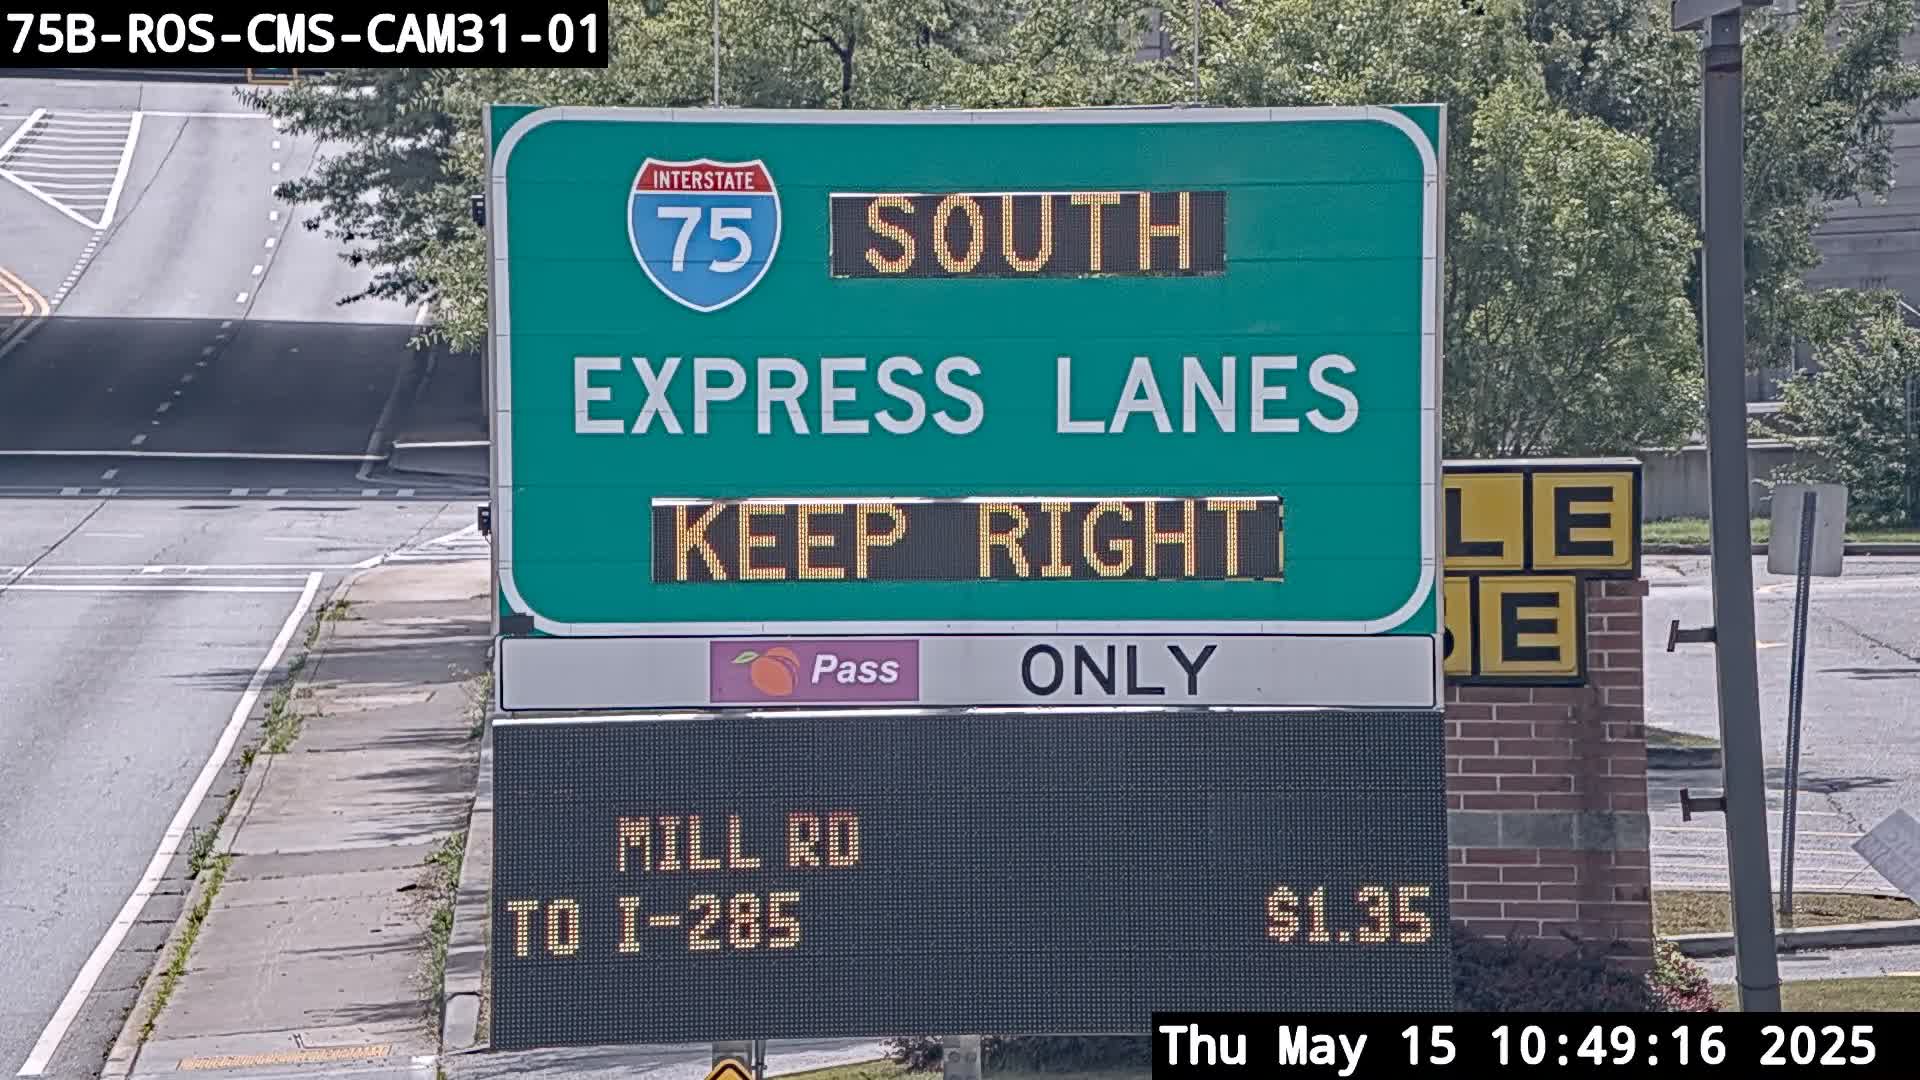 75B-ROS-CMS-CAM31-01
INTERSTATE
75
SOUTH
EXPRESS LANES
KEEP RIGHT
Pass ONLY
MILL RD
TO I-285 $1.35
LE
E
Thu May 15 10:49:16 2025